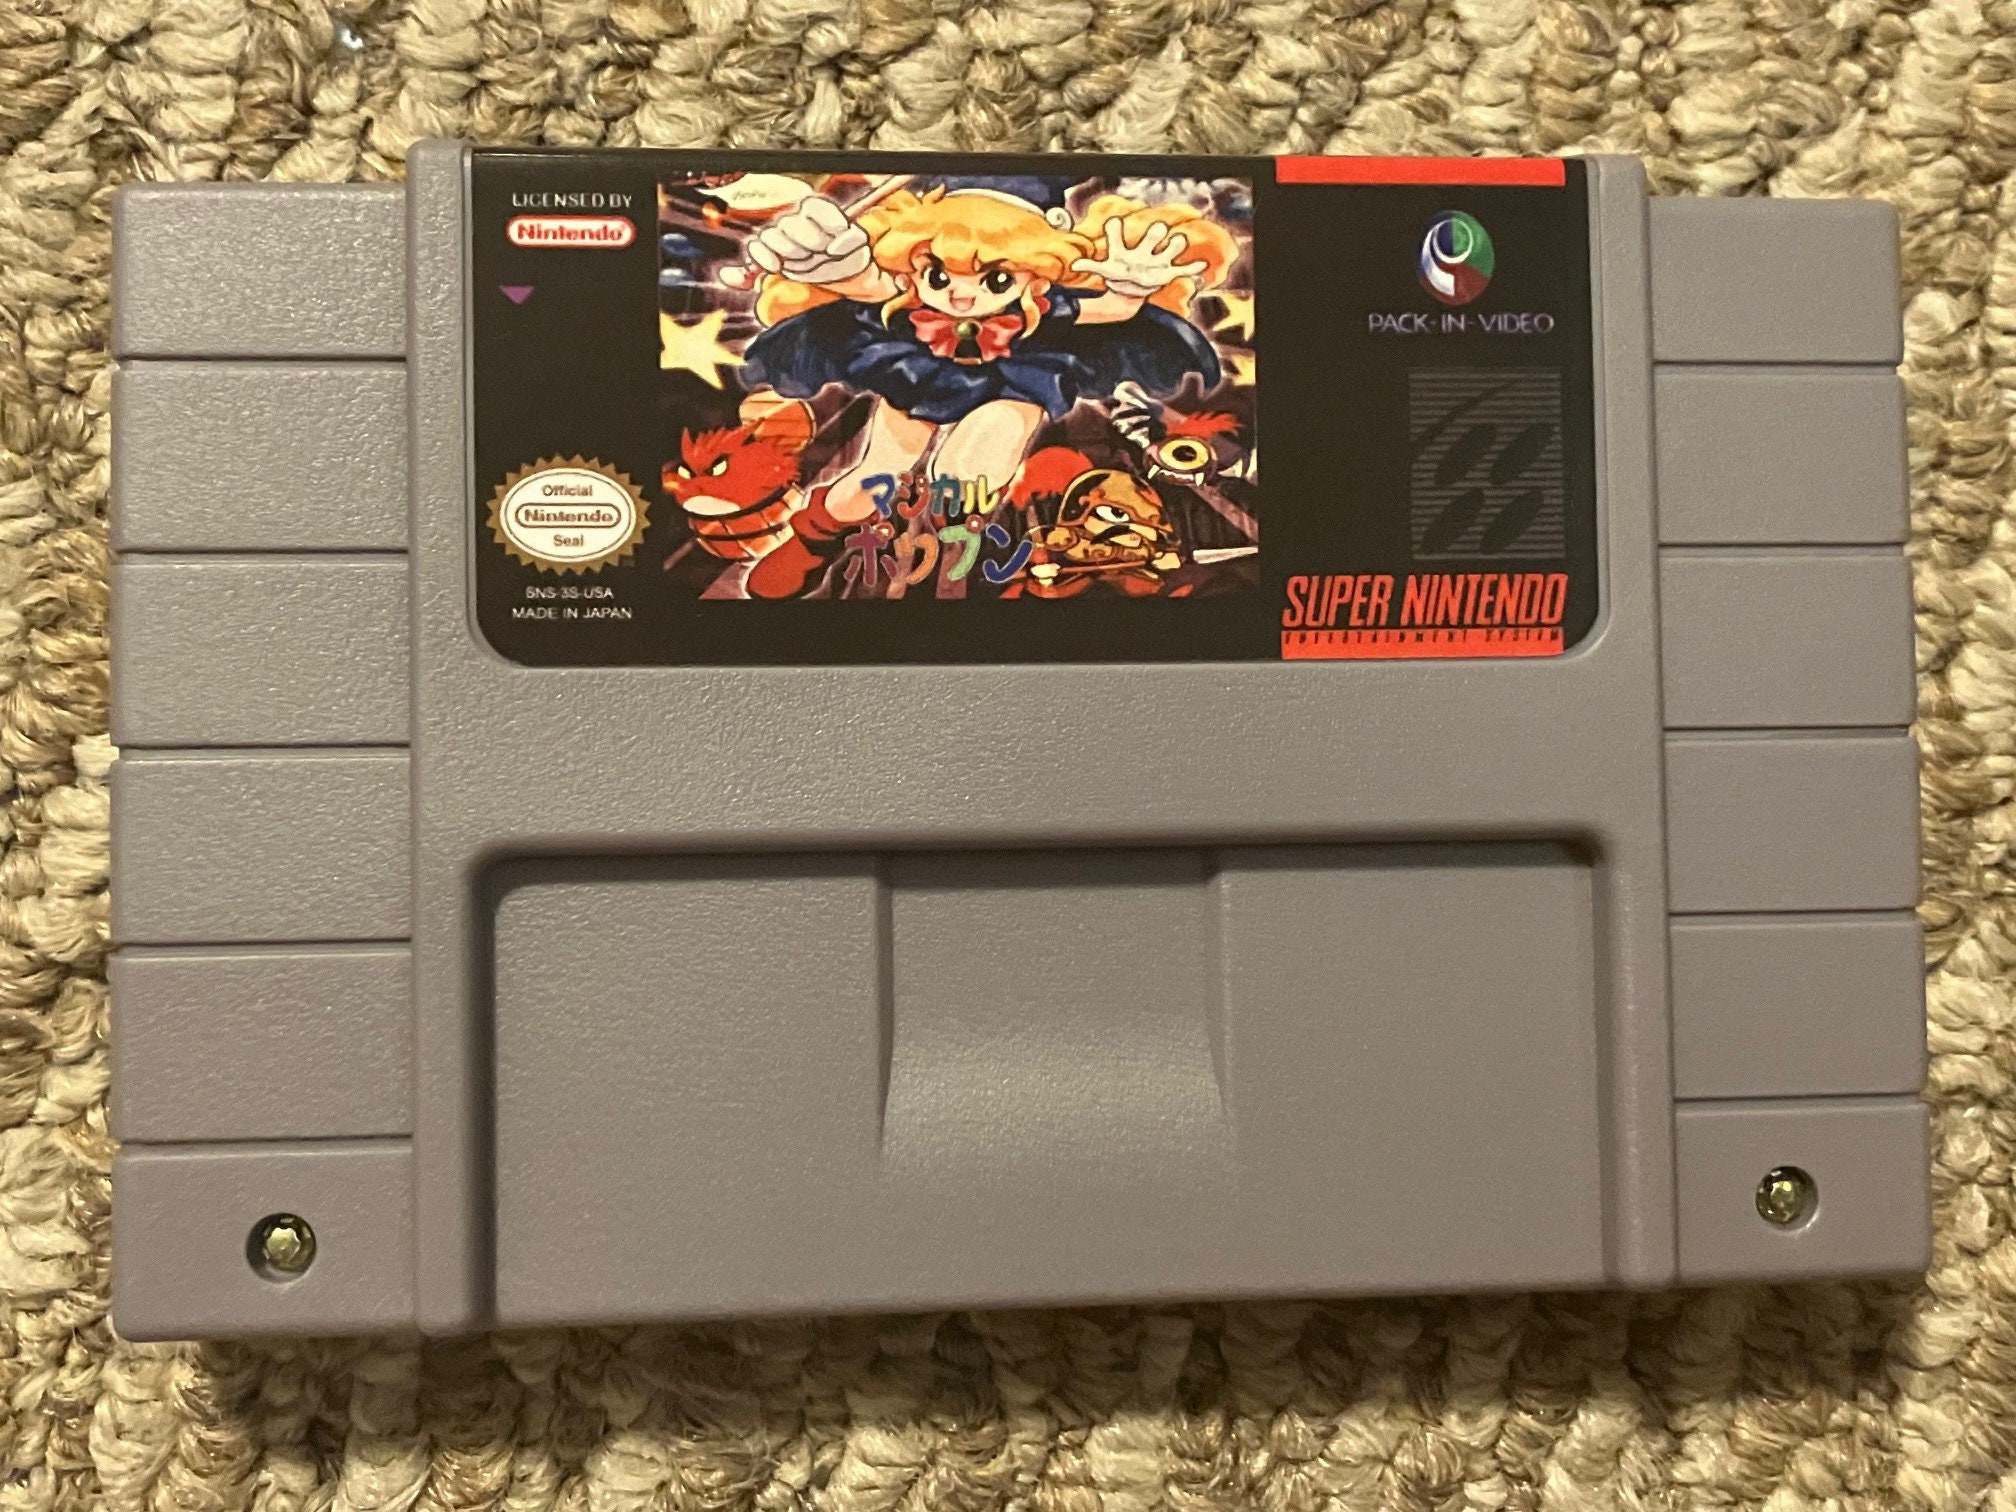 LICENSED BY
Nintendo
PACK-IN-VIDEO
Official
Nintendo
Seal
SNS-3S-USA
MADE IN JAPAN
マジカル
ポップン
SUPER NINTENDO
ENTERTAINMENT SYSTEM